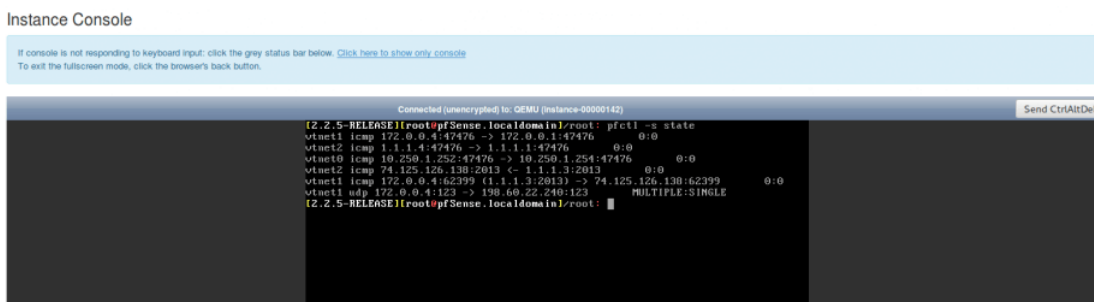 Instance Console
If console is not responding to keyboard input: click the grey status bar below. Click here to show only console
To exit the fullscreen mode, click the browser's back button.
Connected (unencrypted) to: QEMU (instance-00000142)
Send CtrlAltDel
[2.2.5-RELEASE][root@pfSense.localdomain]/root: pfctl -s state
vtnet1 icmp 172.0.0.4:47476 -> 172.0.0.1:47476 0:0
vtnet2 icmp 1.1.1.4:47476 -> 1.1.1.1:47476 0:0
vtnet0 icmp 10.250.1.252:47476 -> 10.250.1.254:47476 0:0
vtnet2 icmp 74.125.126.138:2013 <- 1.1.1.3:2013 0:0
vtnet1 icmp 172.0.0.4:62399 (1.1.1.3:2013) -> 74.125.126.138:62399 0:0
vtnet1 udp 172.0.0.4:123 -> 198.60.22.240:123 MULTIPLE:SINGLE
[2.2.5-RELEASE][root@pfSense.localdomain]/root: